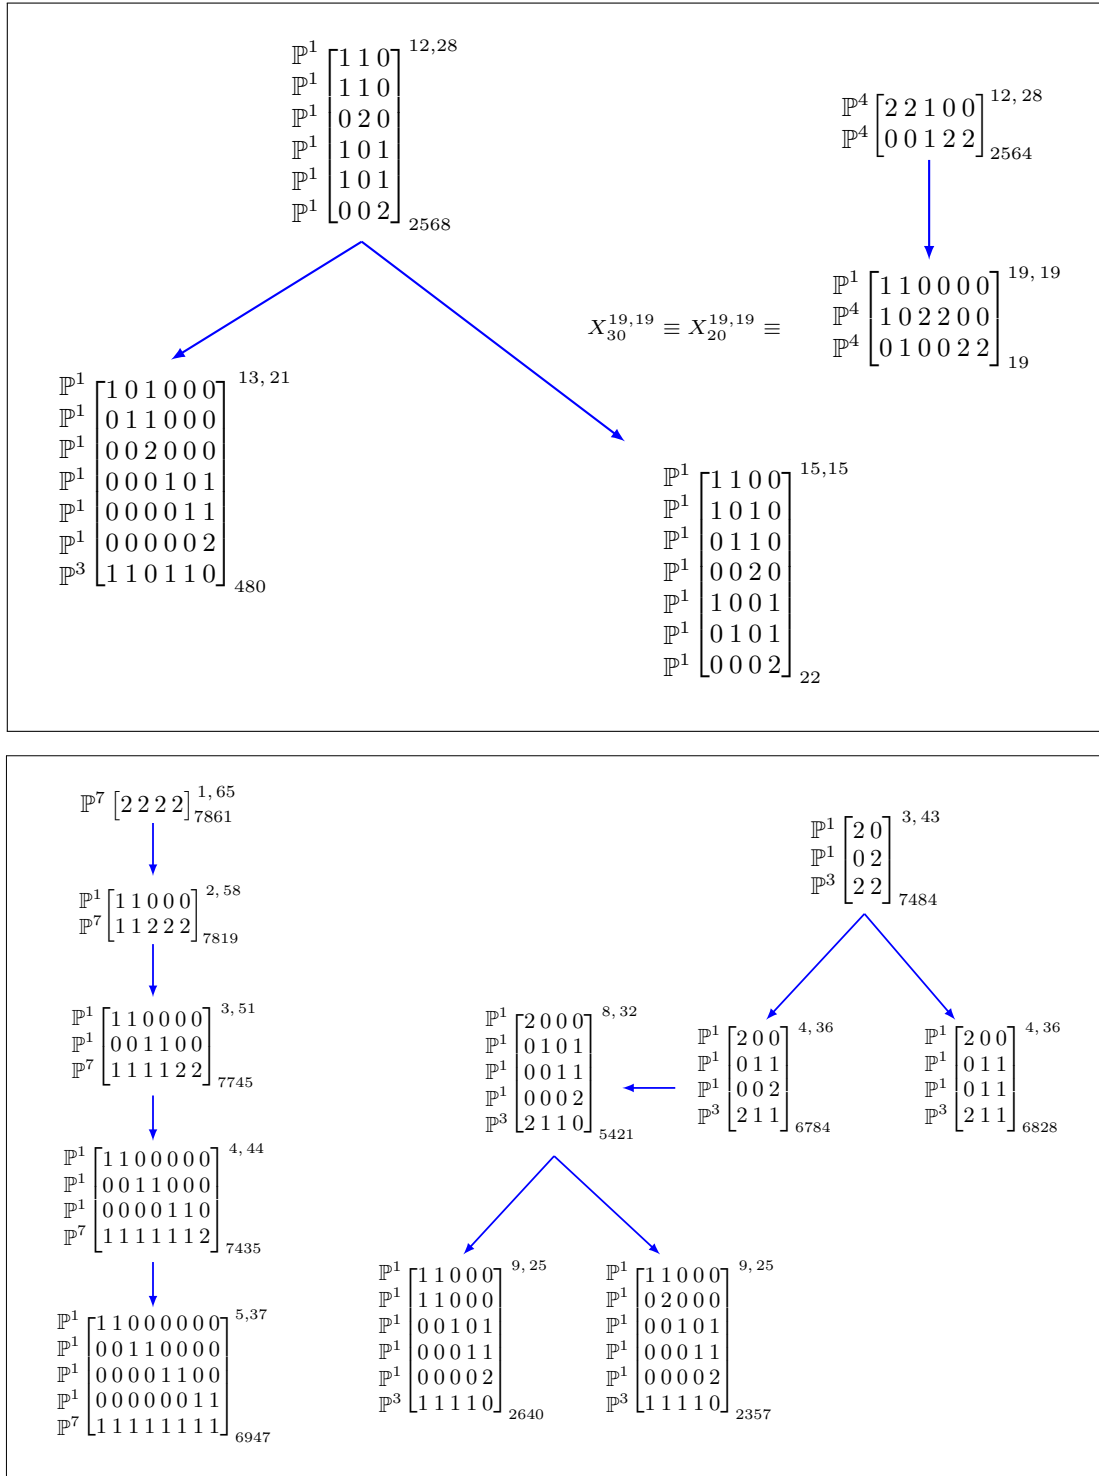 ℙ¹ [1 1 0] 12,28
ℙ¹ [1 1 0]
ℙ¹ [0 2 0]
ℙ¹ [1 0 1]
ℙ¹ [1 0 1]
ℙ¹ [0 0 2] 2568
ℙ⁴ [2 2 1 0 0] 12, 28
ℙ⁴ [0 0 1 2 2] 2564
ℙ¹ [1 1 0 0 0 0] 19, 19
ℙ⁴ [1 0 2 2 0 0]
ℙ⁴ [0 1 0 0 2 2] 19
X_{30}^{19,19} ≡ X_{20}^{19,19} ≡
ℙ¹ [1 0 1 0 0 0] 13, 21
ℙ¹ [0 1 1 0 0 0]
ℙ¹ [0 0 2 0 0 0]
ℙ¹ [0 0 0 1 0 1]
ℙ¹ [0 0 0 0 1 1]
ℙ¹ [0 0 0 0 0 2]
ℙ³ [1 1 0 1 1 0] 480
ℙ¹ [1 1 0 0] 15,15
ℙ¹ [1 0 1 0]
ℙ¹ [0 1 1 0]
ℙ¹ [0 0 2 0]
ℙ¹ [1 0 0 1]
ℙ¹ [0 1 0 1]
ℙ¹ [0 0 0 2] 22
ℙ⁷ [2 2 2 2] 1, 65 7861
ℙ¹ [1 1 0 0 0] 2, 58
ℙ⁷ [1 1 2 2 2] 7819
ℙ¹ [1 1 0 0 0 0] 3, 51
ℙ¹ [0 0 1 1 0 0]
ℙ⁷ [1 1 1 1 2 2] 7745
ℙ¹ [1 1 0 0 0 0 0] 4, 44
ℙ¹ [0 0 1 1 0 0 0]
ℙ¹ [0 0 0 0 1 1 0]
ℙ⁷ [1 1 1 1 1 1 2] 7435
ℙ¹ [1 1 0 0 0 0 0 0] 5,37
ℙ¹ [0 0 1 1 0 0 0 0]
ℙ¹ [0 0 0 0 1 1 0 0]
ℙ¹ [0 0 0 0 0 0 1 1]
ℙ⁷ [1 1 1 1 1 1 1 1] 6947
ℙ¹ [2 0] 3, 43
ℙ¹ [0 2]
ℙ³ [2 2] 7484
ℙ¹ [2 0 0 0] 8, 32
ℙ¹ [0 1 0 1]
ℙ¹ [0 0 1 1]
ℙ¹ [0 0 0 2]
ℙ³ [2 1 1 0] 5421
ℙ¹ [2 0 0] 4, 36
ℙ¹ [0 1 1]
ℙ¹ [0 0 2]
ℙ³ [2 1 1] 6784
ℙ¹ [2 0 0] 4, 36
ℙ¹ [0 1 1]
ℙ¹ [0 1 1]
ℙ³ [2 1 1] 6828
ℙ¹ [1 1 0 0 0] 9, 25
ℙ¹ [1 1 0 0 0]
ℙ¹ [0 0 1 0 1]
ℙ¹ [0 0 0 1 1]
ℙ¹ [0 0 0 0 2]
ℙ³ [1 1 1 1 0] 2640
ℙ¹ [1 1 0 0 0] 9, 25
ℙ¹ [0 2 0 0 0]
ℙ¹ [0 0 1 0 1]
ℙ¹ [0 0 0 1 1]
ℙ¹ [0 0 0 0 2]
ℙ³ [1 1 1 1 0] 2357